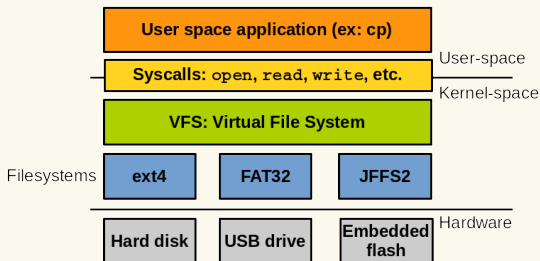 User space application (ex: cp)
User-space
Syscalls: open, read, write, etc.
Kernel-space
VFS: Virtual File System
Filesystems
ext4
FAT32
JFFS2
Hardware
Hard disk
USB drive
Embedded
flash